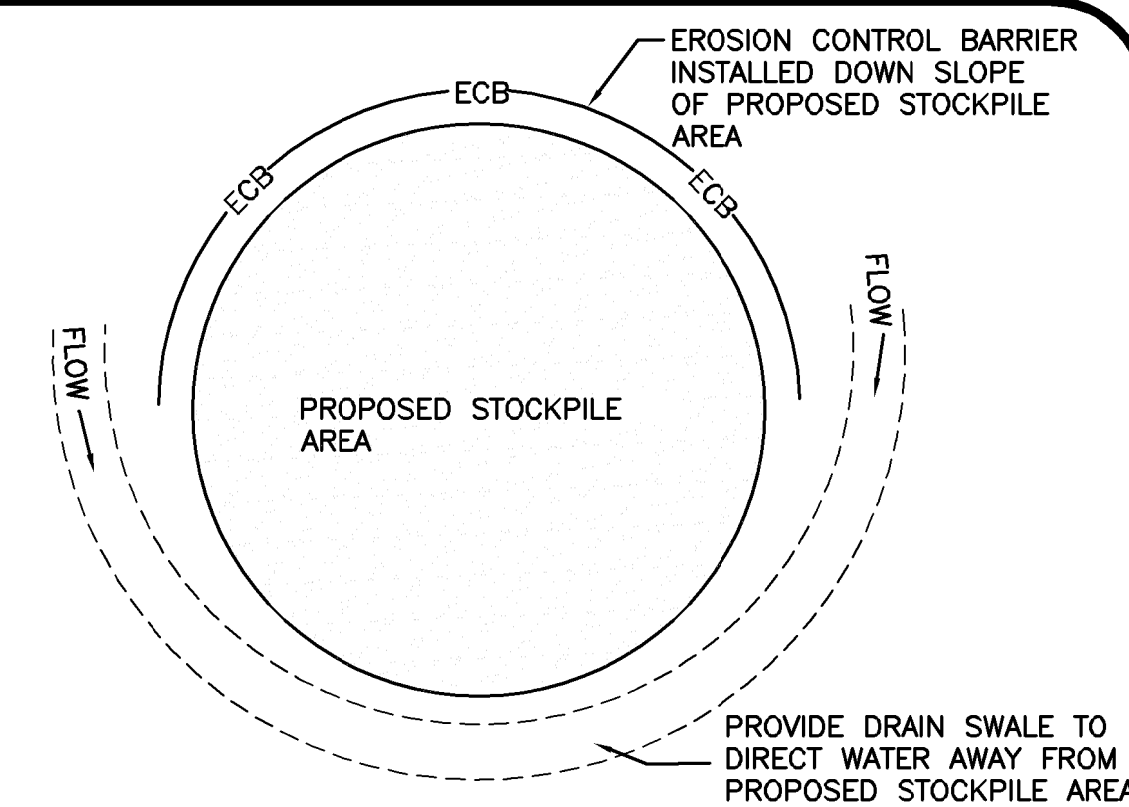 EROSION CONTROL BARRIER
INSTALLED DOWN SLOPE
OF PROPOSED STOCKPILE
AREA
ECB
ECB
ECB
FLOW
FLOW
PROPOSED STOCKPILE
AREA
PROVIDE DRAIN SWALE TO
DIRECT WATER AWAY FROM
PROPOSED STOCKPILE AREA